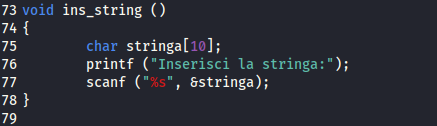 73 void ins_string ()
74 {
75         char stringa[10];
76         printf ("Inserisci la stringa:");
77         scanf ("%s", &stringa);
78 }
79